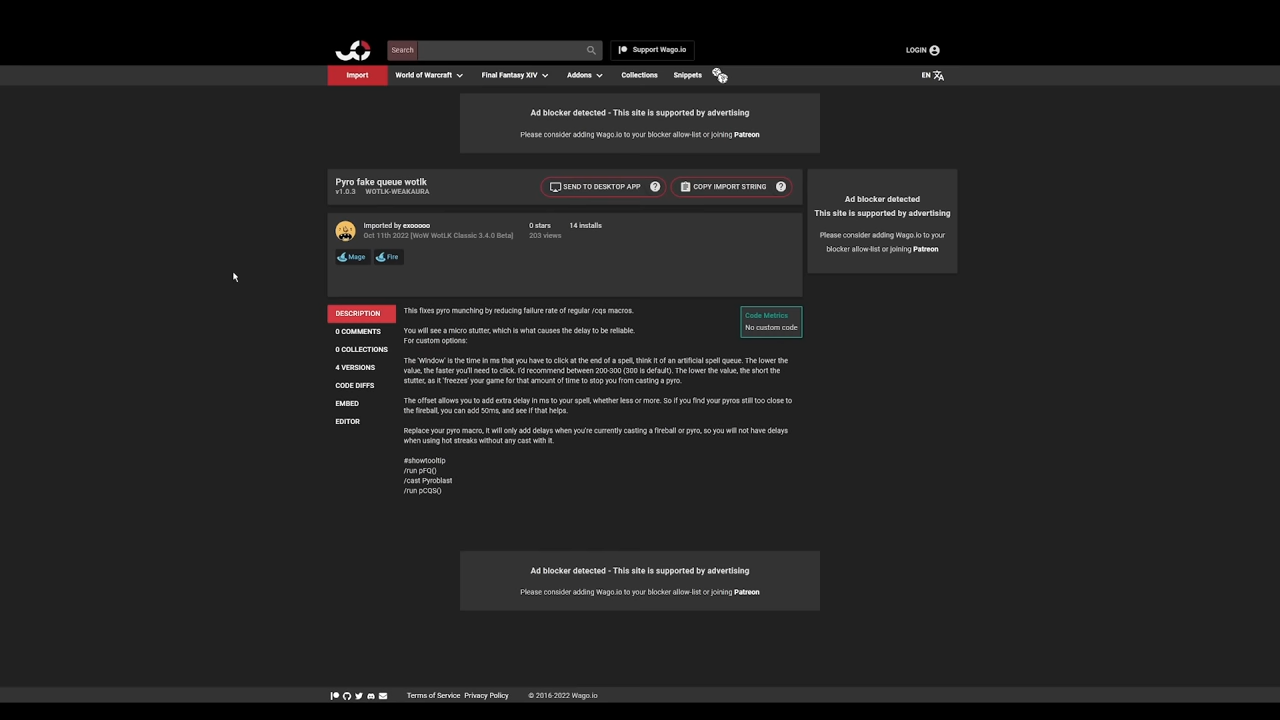 Search
Support Wago.io
LOGIN
Import
World of Warcraft
Final Fantasy XIV
Addons
Collections
Snippets
EN
Ad blocker detected - This site is supported by advertising
Please consider adding Wago.io to your blocker allow-list or joining Patreon
Pyro fake queue wotlk
v1.0.3 WOTLK-WEAKAURA
SEND TO DESKTOP APP ?
COPY IMPORT STRING ?
Ad blocker detected
This site is supported by advertising
Please consider adding Wago.io to your
blocker allow-list or joining Patreon
Imported by exooooo
Oct 11th 2022 [WoW WotLK Classic 3.4.0 Beta]
0 stars
203 views
14 installs
Mage
Fire
DESCRIPTION
0 COMMENTS
0 COLLECTIONS
4 VERSIONS
CODE DIFFS
EMBED
EDITOR
This fixes pyro munching by reducing failure rate of regular /cqs macros.
You will see a micro stutter, which is what causes the delay to be reliable.
For custom options:
The 'Window' is the time in ms that you have to click at the end of a spell, think it of an artificial spell queue. The lower the
value, the faster you'll need to click. I'd recommend between 200-300 (300 is default). The lower the value, the short the
stutter, as it 'freezes' your game for that amount of time to stop you from casting a pyro.
The offset allows you to add extra delay in ms to your spell, whether less or more. So if you find your pyros still too close to
the fireball, you can add 50ms, and see if that helps.
Replace your pyro macro, it will only add delays when you're currently casting a fireball or pyro, so you will not have delays
when using hot streaks without any cast with it.
#showtooltip
/run pFQ()
/cast Pyroblast
/run pCQS()
Code Metrics
No custom code
Ad blocker detected - This site is supported by advertising
Please consider adding Wago.io to your blocker allow-list or joining Patreon
Terms of Service Privacy Policy
© 2016-2022 Wago.io